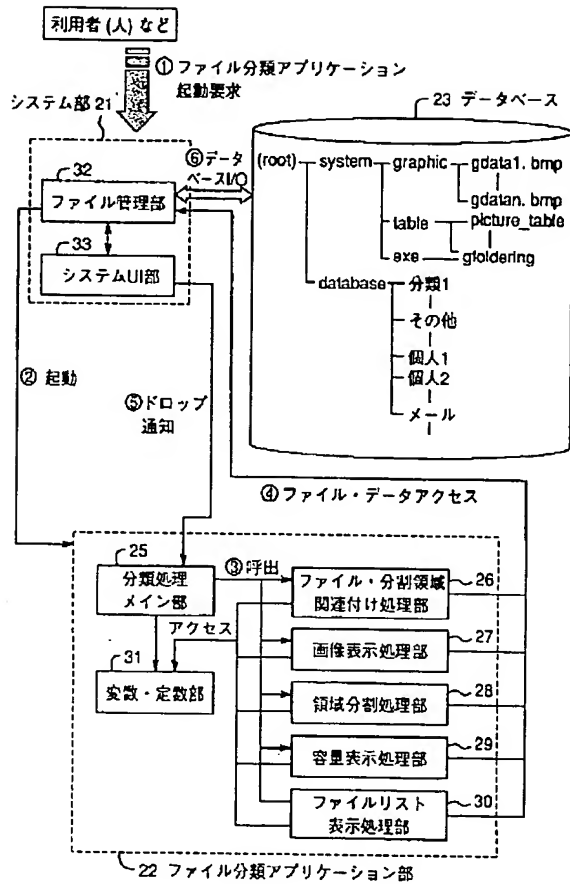 利用者(人)など
①ファイル分類アプリケーション
起動要求
システム部 21
23 データベース
⑥データ
ベースI/O
32
ファイル管理部
33
システムUI部
(root) system graphic gdata1.bmp
gdatan.bmp
table picture_table
exe gfoldering
database 分類1
その他
個人1
個人2
メール
②起動
⑤ドロップ
通知
④ファイル・データアクセス
25
分類処理
メイン部
③呼出
アクセス
31
変数・定数部
ファイル・分割領域
関連付け処理部
26
画像表示処理部
27
領域分割処理部
28
容量表示処理部
29
ファイルリスト
表示処理部
30
22 ファイル分類アプリケーション部